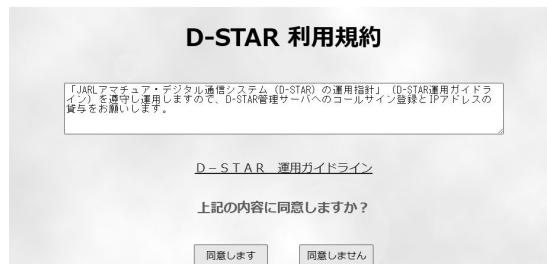 D-STAR 利用規約
「JARLアマチュア・デジタル通信システム（D-STAR）の運用指針」（D-STAR運用ガイドラ
イン）を遵守し運用しますので、D-STAR管理サーバへのコールサイン登録とIPアドレスの
貸与をお願いします。
Ｄ−ＳＴＡＲ　運用ガイドライン
上記の内容に同意しますか？
同意します
同意しません